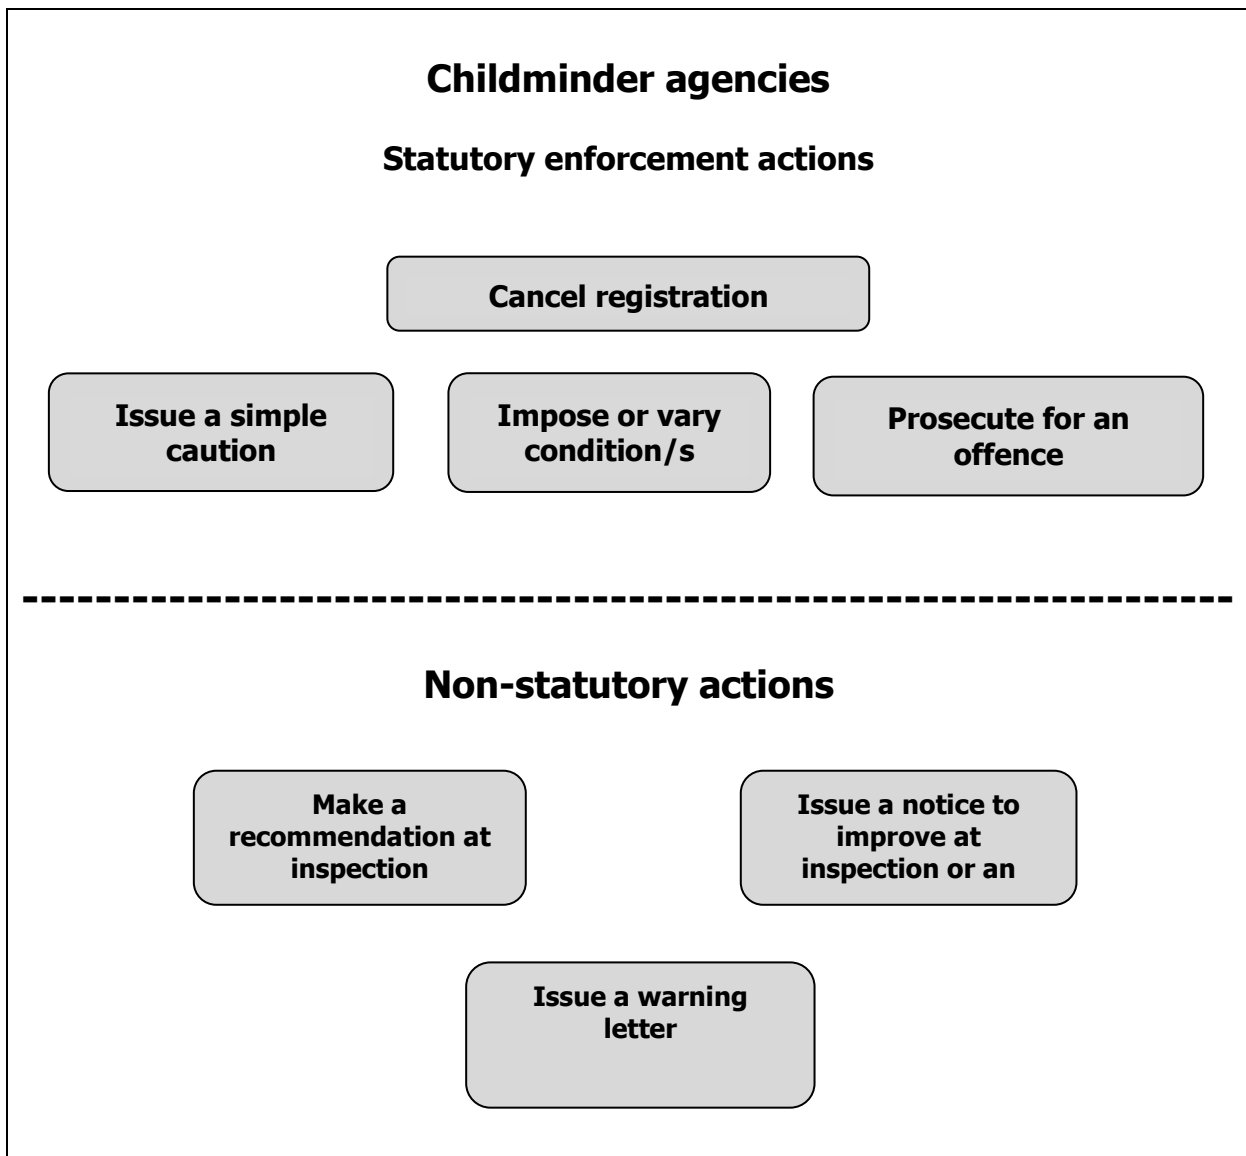 Childminder agencies
Statutory enforcement actions
Cancel registration
Issue a simple
caution
Impose or vary
condition/s
Prosecute for an
offence
Non-statutory actions
Make a
recommendation at
inspection
Issue a notice to
improve at
inspection or an
Issue a warning
letter